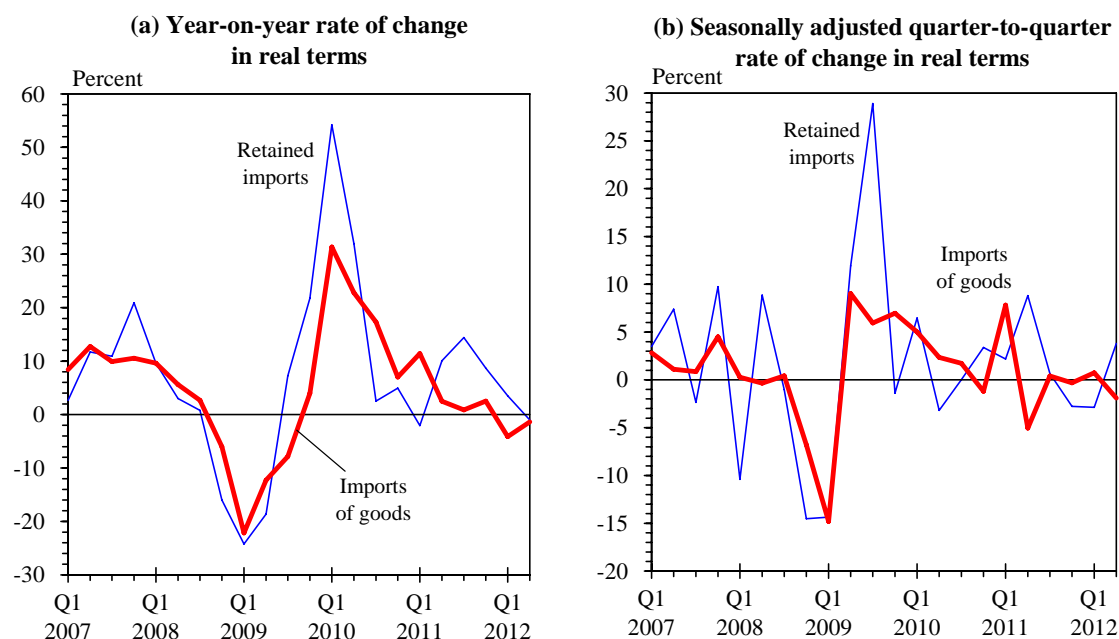 (a) Year-on-year rate of change
in real terms
Percent
60
50
40
30
20
10
0
-10
-20
-30
Retained
imports
Imports
of goods
Q1 Q1 Q1 Q1 Q1 Q1
2007 2008 2009 2010 2011 2012
(b) Seasonally adjusted quarter-to-quarter
rate of change in real terms
Percent
30
25
20
15
10
5
0
-5
-10
-15
-20
Retained
imports
Imports
of goods
Q1 Q1 Q1 Q1 Q1 Q1
2007 2008 2009 2010 2011 2012